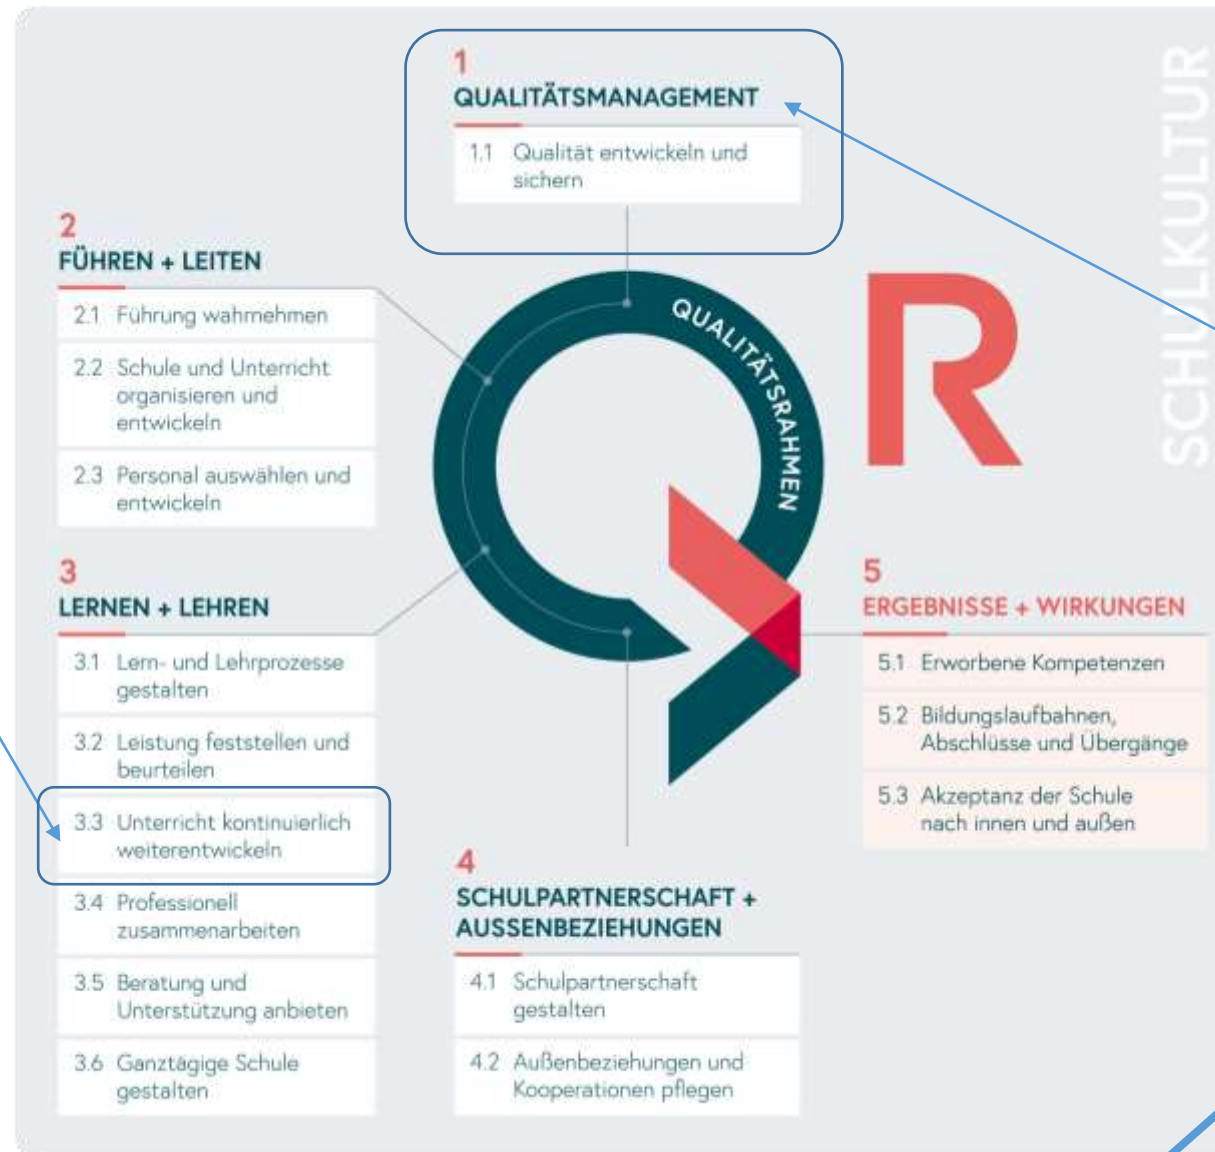 1
QUALITÄTSMANAGEMENT
1.1 Qualität entwickeln und
sichern
2
FÜHREN + LEITEN
2.1 Führung wahrnehmen
2.2 Schule und Unterricht
organisieren und
entwickeln
2.3 Personal auswählen und
entwickeln
3
LERNEN + LEHREN
3.1 Lern- und Lehrprozesse
gestalten
3.2 Leistung feststellen und
beurteilen
3.3 Unterricht kontinuierlich
weiterentwickeln
3.4 Professionell
zusammenarbeiten
3.5 Beratung und
Unterstützung anbieten
3.6 Ganztägige Schule
gestalten
QUALITÄTSRAHMEN
R
SCHULKULTUR
4
SCHULPARTNERSCHAFT +
AUSSENBEZIEHUNGEN
4.1 Schulpartnerschaft
gestalten
4.2 Außenbeziehungen und
Kooperationen pflegen
5
ERGEBNISSE + WIRKUNGEN
5.1 Erworbene Kompetenzen
5.2 Bildungslaufbahnen,
Abschlüsse und Übergänge
5.3 Akzeptanz der Schule
nach innen und außen